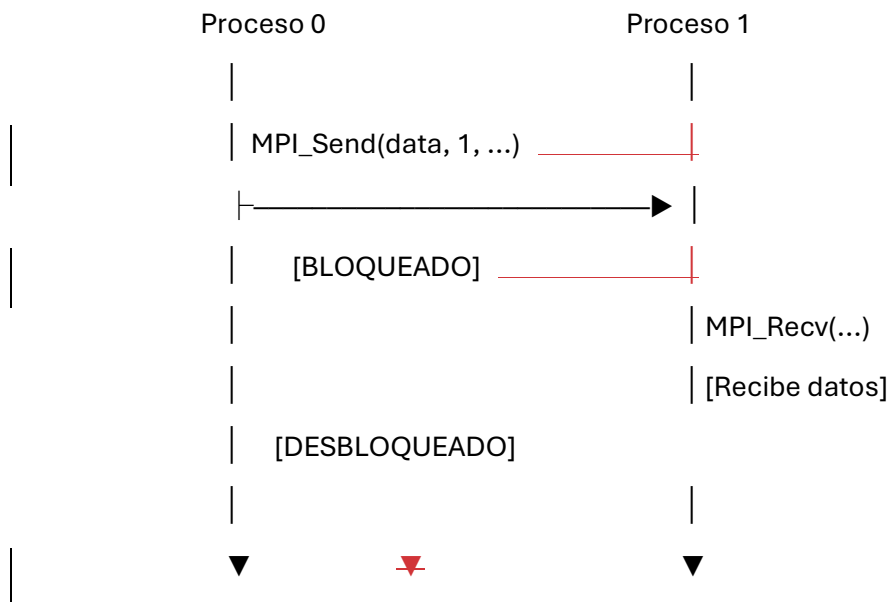 Proceso 0 Proceso 1
| |
| MPI_Send(data, 1, ...) |
├────────────────▶ |
| [BLOQUEADO] |
| | MPI_Recv(...)
| | [Recibe datos]
| [DESBLOQUEADO]
| |
▼ ▼ ▼